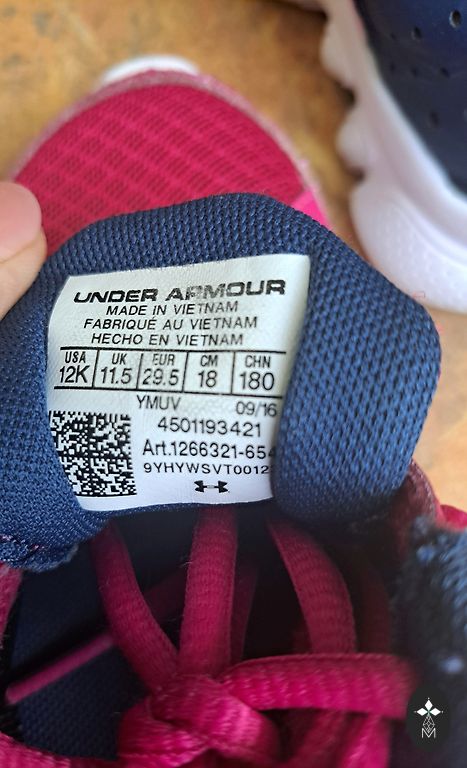 UNDER ARMOUR
MADE IN VIETNAM
FABRIQUÉ AU VIETNAM
HECHO EN VIETNAM
USA UK EUR CM CHN
12K 11.5 29.5 18 180
YMUV 09/16
4501193421
Art.1266321-654
9YHYWSVT00123
M